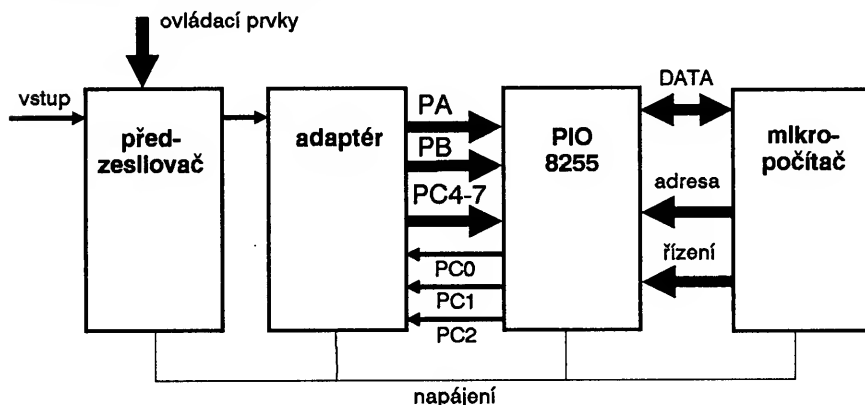 ovládací prvky
vstup
před-
zesilovač
adaptér
PA
PB
PC4-7
PC0
PC1
PC2
PIO
8255
DATA
adresa
řízení
mikro-
počítač
napájení